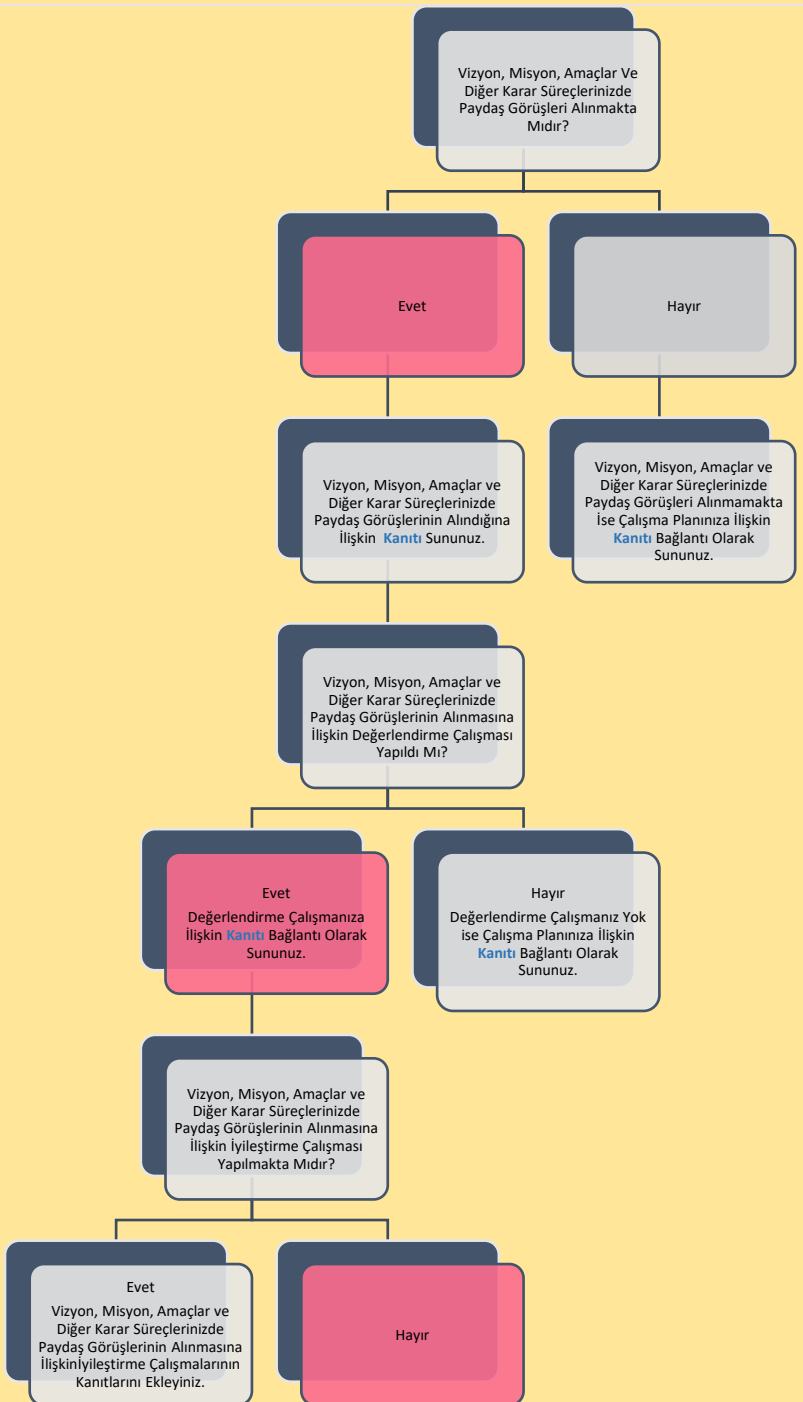 Vizyon, Misyon, Amaçlar Ve
Diğer Karar Süreçlerinizde
Paydaş Görüşleri Alınmakta
Mıdır?
Evet
Hayır
Vizyon, Misyon, Amaçlar ve
Diğer Karar Süreçlerinizde
Paydaş Görüşlerinin Alındığına
İlişkin Kanıtı Sununuz.
Vizyon, Misyon, Amaçlar ve
Diğer Karar Süreçlerinizde
Paydaş Görüşleri Alınmamakta
İse Çalışma Planınıza İlişkin
Kanıtı Bağlantı Olarak
Sununuz.
Vizyon, Misyon, Amaçlar ve
Diğer Karar Süreçlerinizde
Paydaş Görüşlerinin Alınmasına
İlişkin Değerlendirme Çalışması
Yapıldı Mı?
Evet
Değerlendirme Çalışmanıza
İlişkin Kanıtı Bağlantı Olarak
Sununuz.
Hayır
Değerlendirme Çalışmanız Yok
ise Çalışma Planınıza İlişkin
Kanıtı Bağlantı Olarak
Sununuz.
Vizyon, Misyon, Amaçlar ve
Diğer Karar Süreçlerinizde
Paydaş Görüşlerinin Alınmasına
İlişkin İyileştirme Çalışması
Yapılmakta Mıdır?
Evet
Vizyon, Misyon, Amaçlar ve
Diğer Karar Süreçlerinizde
Paydaş Görüşlerinin Alınmasına
İlişkinİyileştirme Çalışmalarının
Kanıtlarını Ekleyiniz.
Hayır